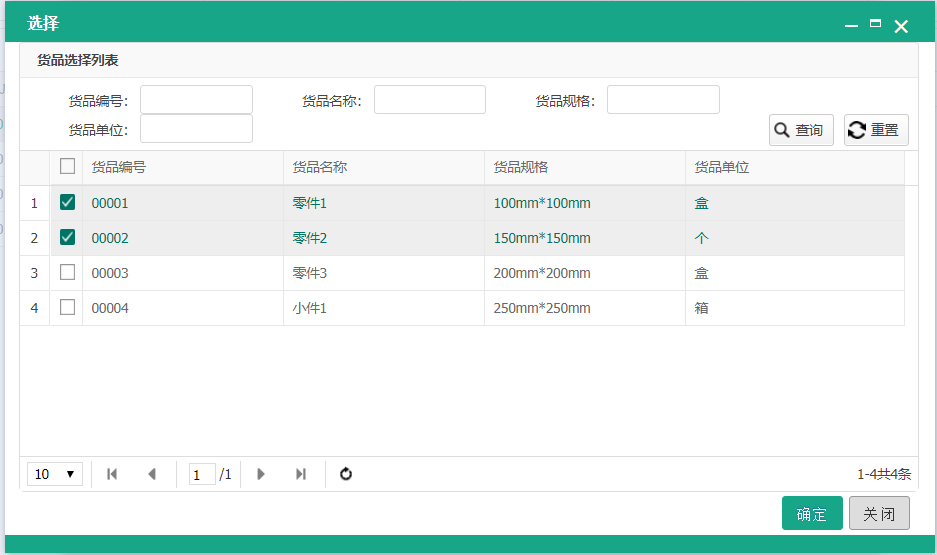 选择
货品选择列表
货品编号： 货品名称： 货品规格：
货品单位： 查询 重置
货品编号 货品名称 货品规格 货品单位
1 00001 零件1 100mm*100mm 盒
2 00002 零件2 150mm*150mm 个
3 00003 零件3 200mm*200mm 盒
4 00004 小件1 250mm*250mm 箱
10 1 /1 1-4共4条
确定 关闭